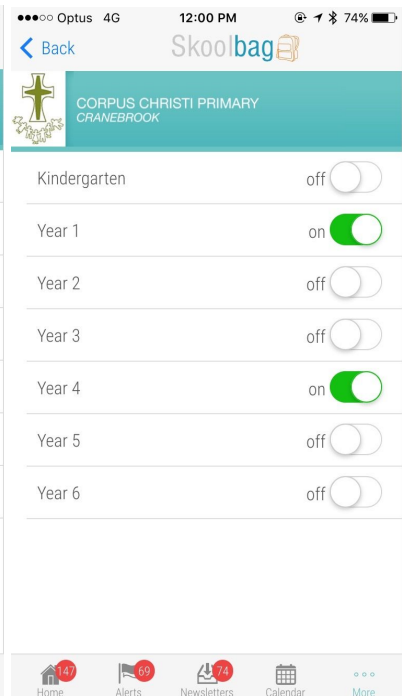 Optus 4G 12:00 PM 74%
Back Skoolbag
CORPUS CHRISTI PRIMARY
CRANEBROOK
Kindergarten off
Year 1 on
Year 2 off
Year 3 off
Year 4 on
Year 5 off
Year 6 off
147 69 74
Home Alerts Newsletters Calendar More